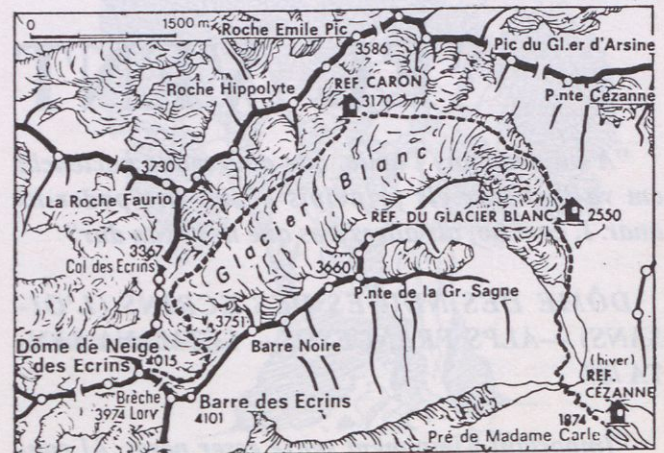 0 1500 m
Roche Emile Pic
3586
Pic du Gl.er d'Arsine
REF. CARON
3170
Roche Hippolyte
P.nte Cézanne
3730
La Roche Faurio
Glacier Blanc
REF. DU GLACIER BLANC
2550
3367
Col des Ecrins
3660
P.nte de la Gr. Sagne
3751
Dôme de Neige
des Ecrins
4015
Barre Noire
(hiver)
REF.
CÉZANNE
Brèche
3974 Lory
Barre des Ecrins
4101
1874
Pré de Madame Carle